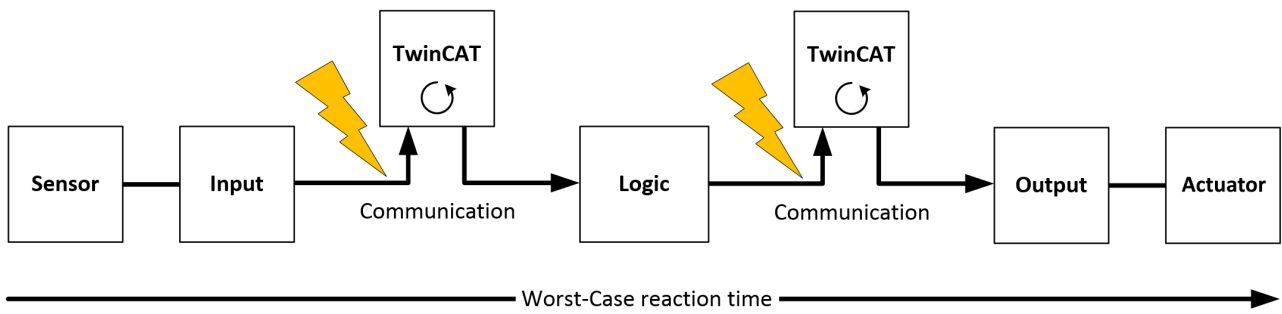 TwinCAT
TwinCAT
Sensor
Input
Logic
Output
Actuator
Communication
Communication
Worst-Case reaction time